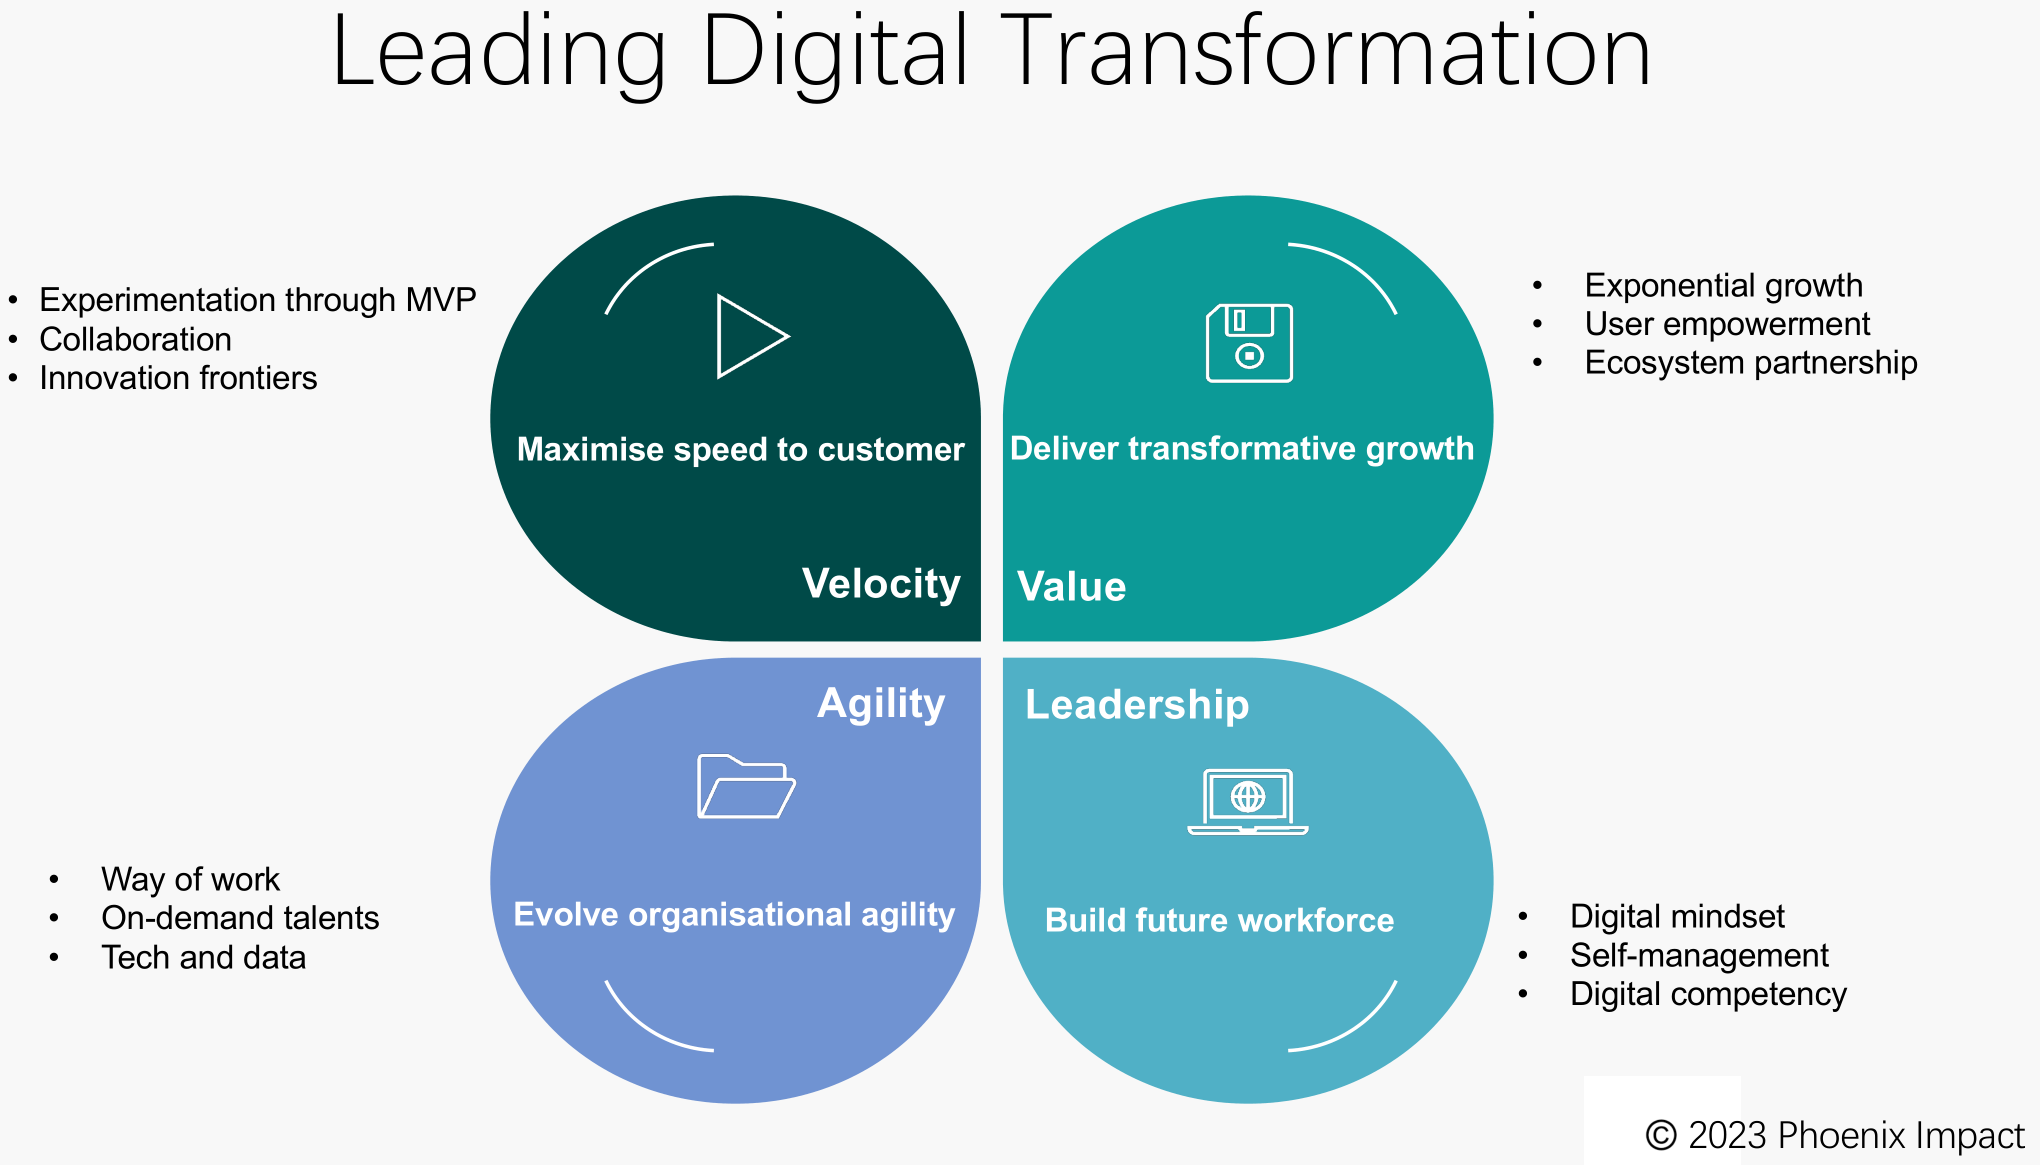 Leading Digital Transformation
• Experimentation through MVP
• Collaboration
• Innovation frontiers
Maximise speed to customer
Velocity
Deliver transformative growth
Value
• Exponential growth
• User empowerment
• Ecosystem partnership
Agility
Evolve organisational agility
• Way of work
• On-demand talents
• Tech and data
Leadership
Build future workforce
• Digital mindset
• Self-management
• Digital competency
© 2023 Phoenix Impact